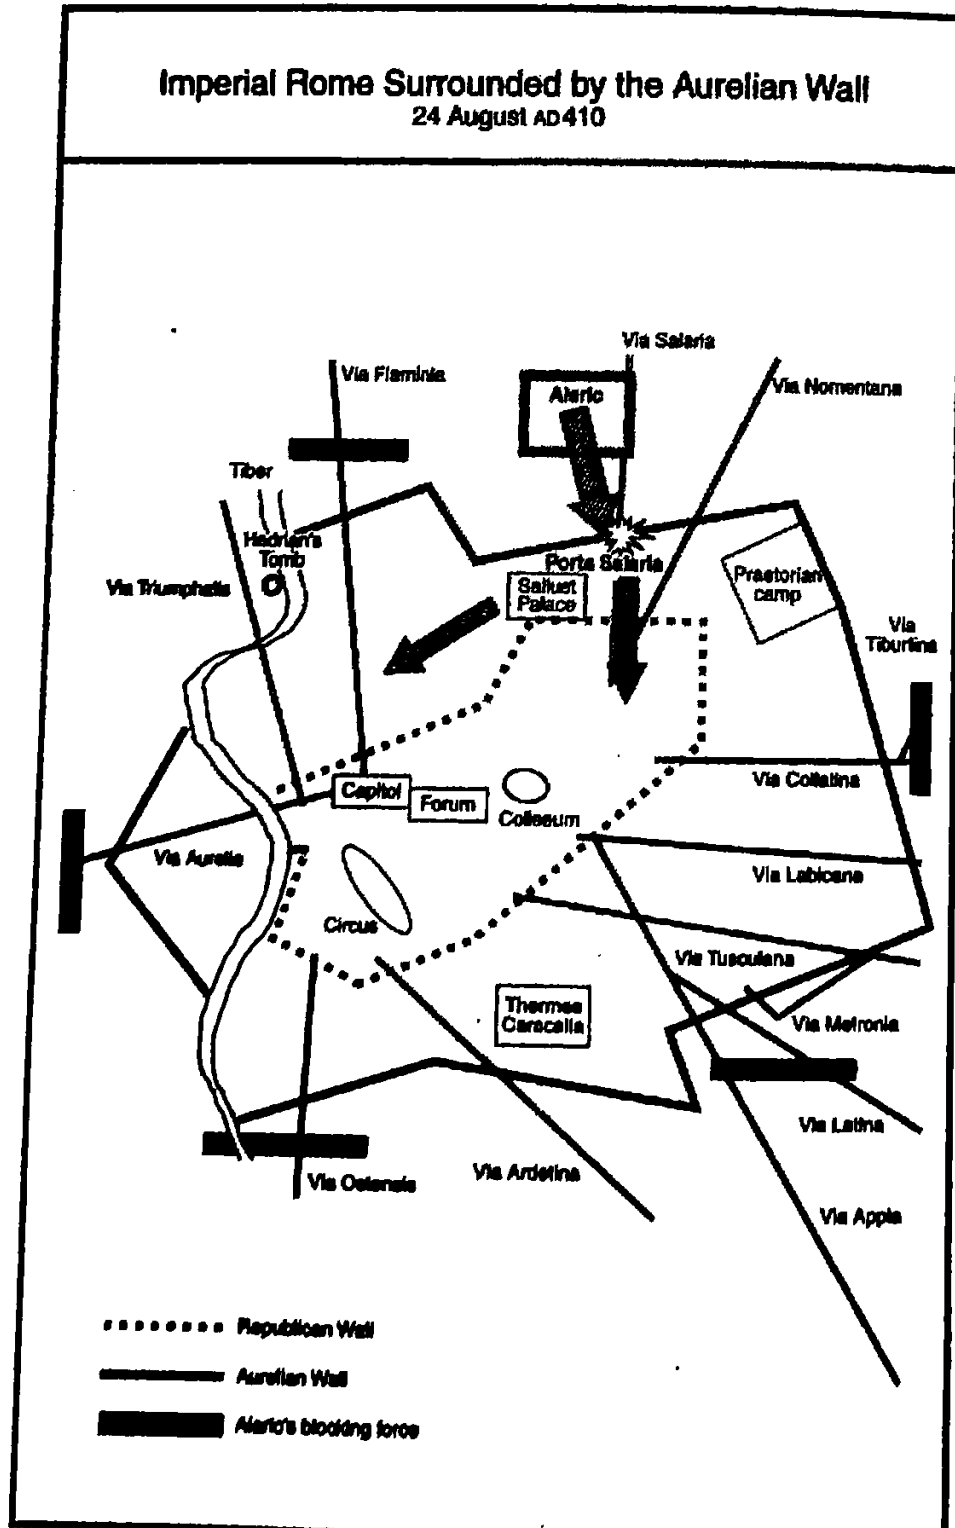 Imperial Rome Surrounded by the Aurelian Wall
24 August AD410
Via Salaria
Via Flaminia
Alaric
Via Nomentana
Tiber
Hadrian's
Tomb
Porta Salaria
Via Triumphalis
Sallust
Palace
Praetorian
camp
Via
Tiburtina
Via Collatina
Capitol
Forum
Coliseum
Via Aurelia
Via Labicana
Circus
Via Tusculana
Thermae
Caracalla
Via Metronia
Via Latina
Via Ostensis
Via Ardetina
Via Appia
Republican Wall
Aurelian Wall
Alaric's blocking force